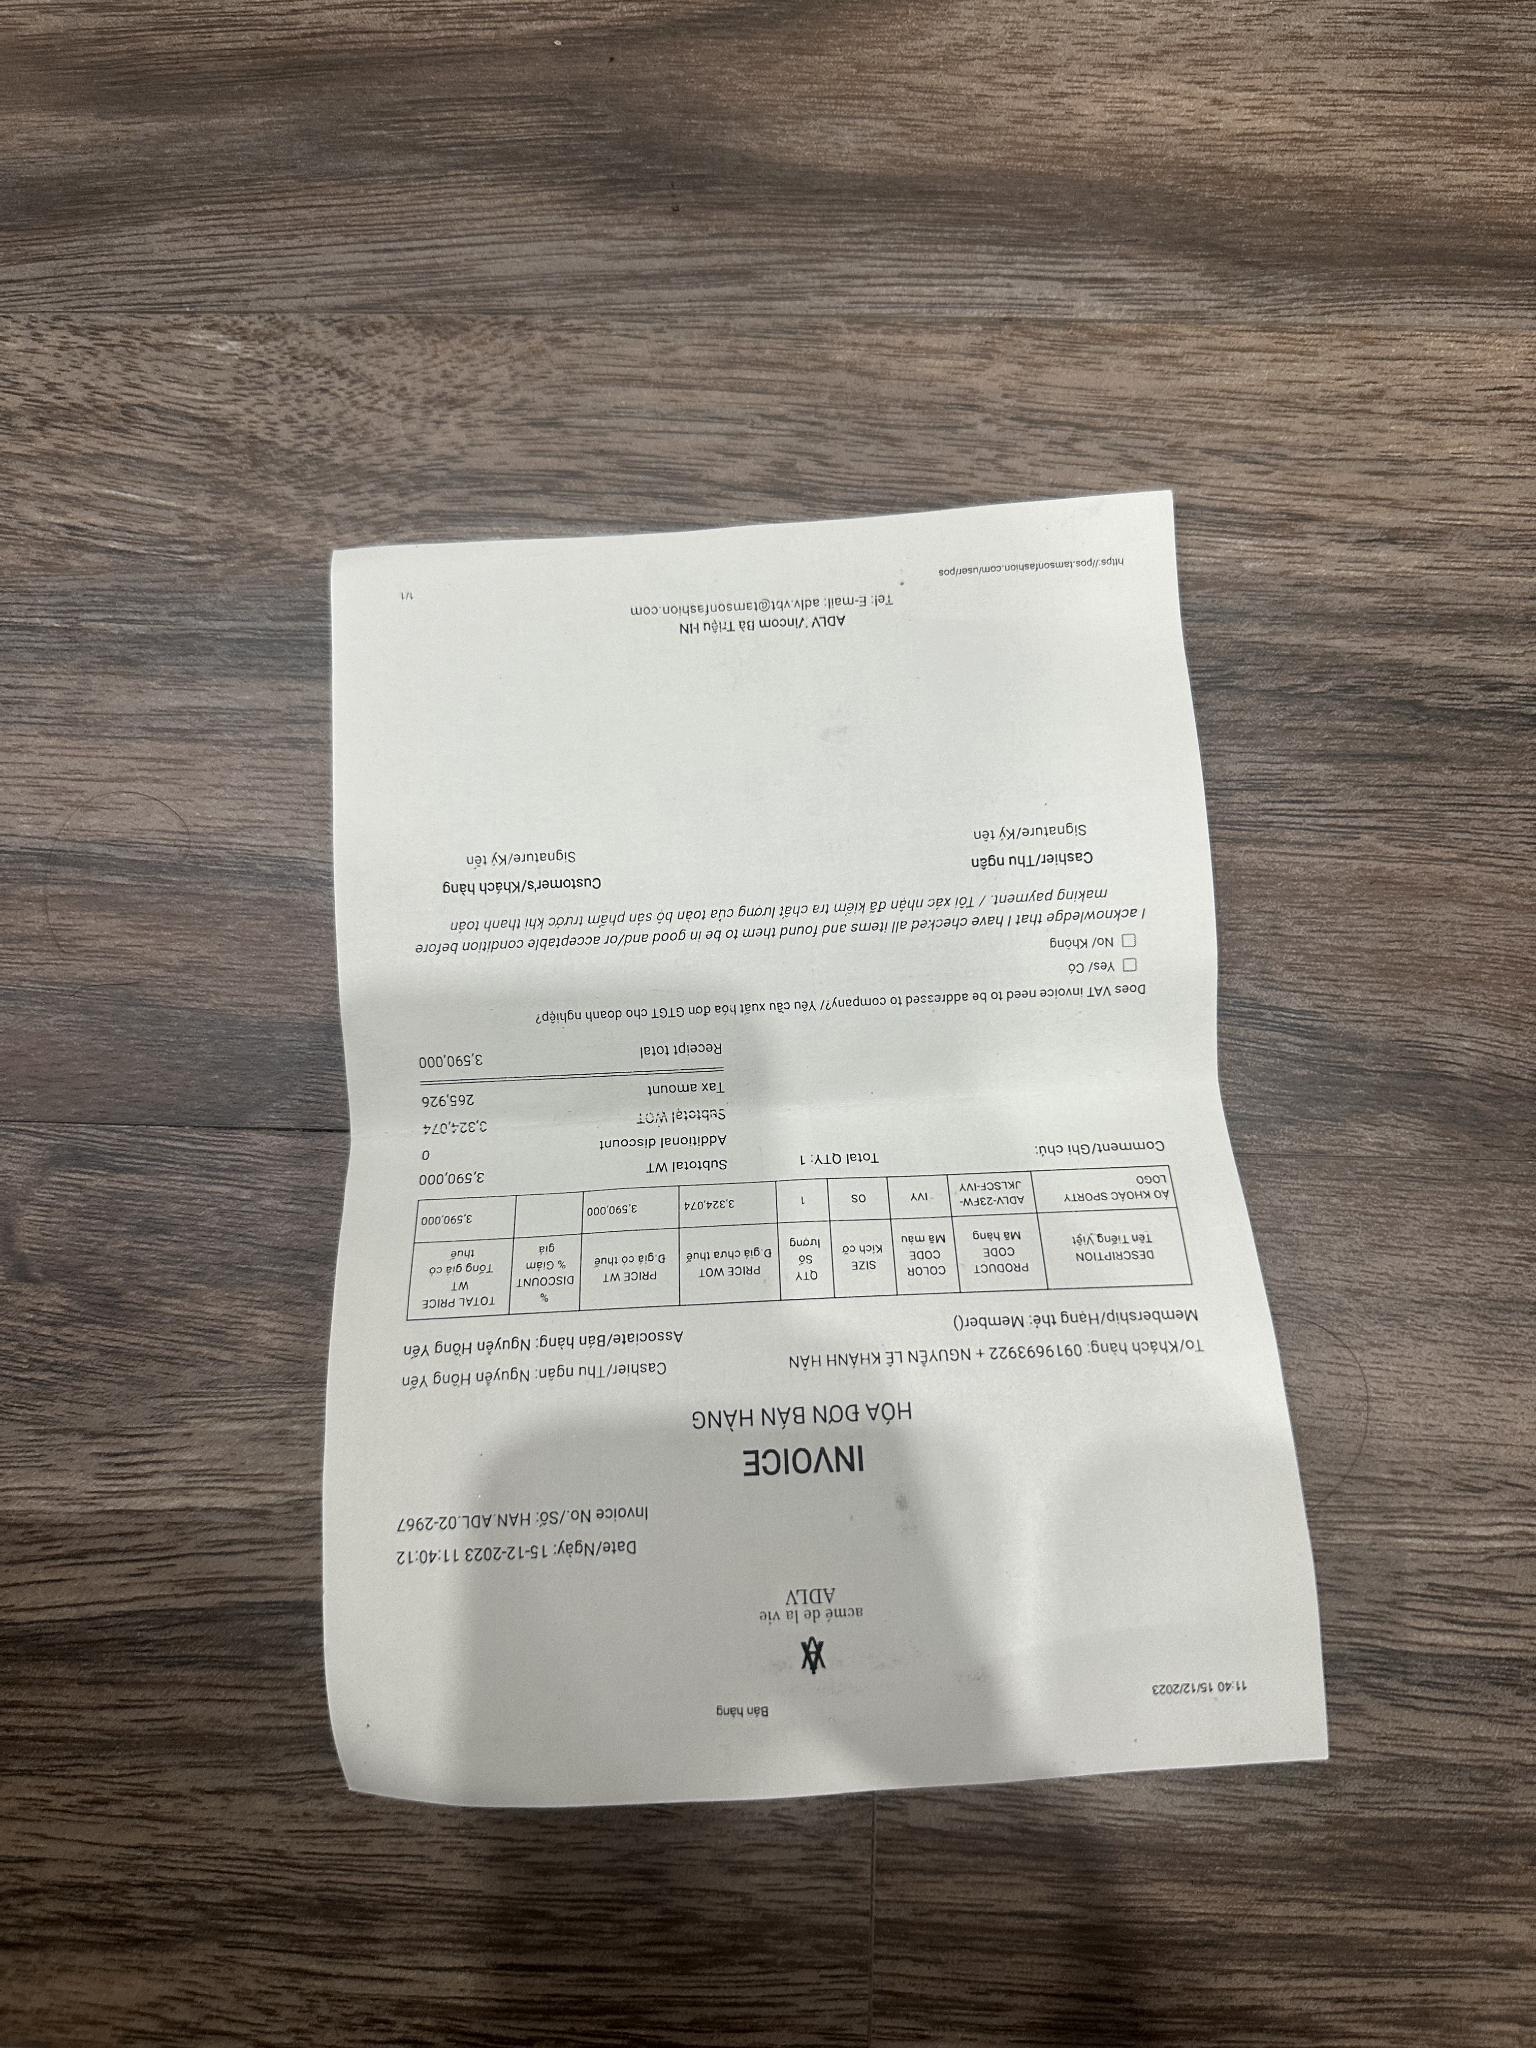 11:40 15/12/2023
Bán hàng
acmé de la vie
ADLV
Date/Ngày: 15-12-2023 11:40:12
Invoice No./Số: HAN.ADL.02-2967
INVOICE
HÓA ĐƠN BÁN HÀNG
To/Khách hàng: 0919693922 + NGUYỄN LÊ KHÁNH HÂN
Cashier/Thu ngân: Nguyễn Hồng Yến
Membership/Hạng thẻ: Member()
Associate/Bán hàng: Nguyễn Hồng Yến
DESCRIPTION Tên Tiếng Việt
PRODUCT CODE Mã hàng
COLOR CODE Mã màu
SIZE Kích cỡ
QTY Số lượng
PRICE WOT Đ.giá chưa thuế
PRICE WT Đ.giá có thuế
% DISCOUNT % Giảm giá
TOTAL PRICE WT Tổng giá có thuế
ÁO KHOÁC SPORTY LOGO
ADLV-23FW-JKLSCF-IVY
IVY
OS
1
3,324,074
3,590,000
3,590,000
Comment/Ghi chú:
Total QTY: 1
Subtotal WT 3,590,000
Additional discount 0
Subtotal WOT 3,324,074
Tax amount 265,926
Receipt total 3,590,000
Does VAT invoice need to be addressed to company?/ Yêu cầu xuất hóa đơn GTGT cho doanh nghiệp?
Yes/ Có
No/ Không
I acknowledge that I have checked all items and found them to be in good and/or acceptable condition before
making payment. / Tôi xác nhận đã kiểm tra chất lượng của toàn bộ sản phẩm trước khi thanh toán
Cashier/Thu ngân
Customer's/Khách hàng
Signature/Ký tên
Signature/Ký tên
ADLV Vincom Bà Triệu HN
Tel: E-mail: adlv.vbt@tamsonfashion.com
https://pos.tamsonfashion.com/user/pos
1/1